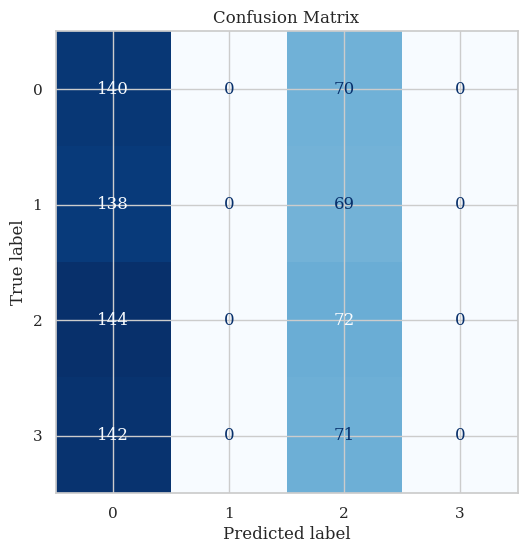 Confusion Matrix
True label
0 140 0 70 0
1 138 0 69 0
2 144 0 72 0
3 142 0 71 0
0 1 2 3
Predicted label